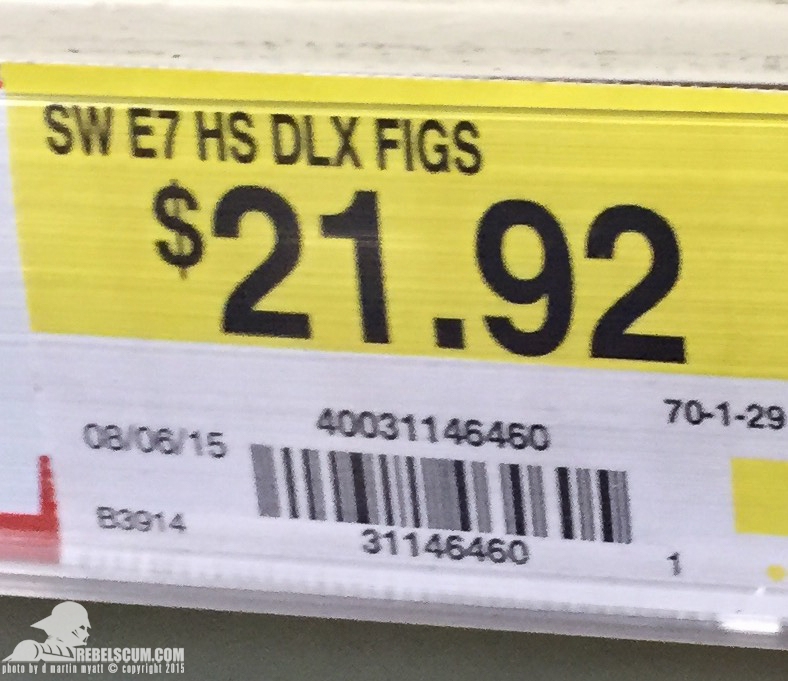 SW E7 HS DLX FIGS
$21.92
70-1-29
40031146460
08/06/15
B3914
31146460
1
REBELSCUM.COM
photo by d martin myatt © copyright 2015